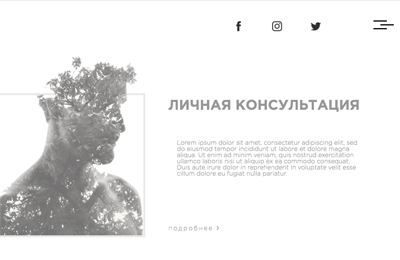 ЛИЧНАЯ КОНСУЛЬТАЦИЯ
Lorem ipsum dolor sit amet, consectetur adipiscing elit, sed
do eiusmod tempor incididunt ut labore et dolore magna
aliqua. Ut enim ad minim veniam, quis nostrud exercitation
ullamco laboris nisi ut aliquip ex ea commodo consequat.
Duis aute irure dolor in reprehenderit in voluptate velit esse
cillum dolore eu fugiat nulla pariatur.
подробнее >